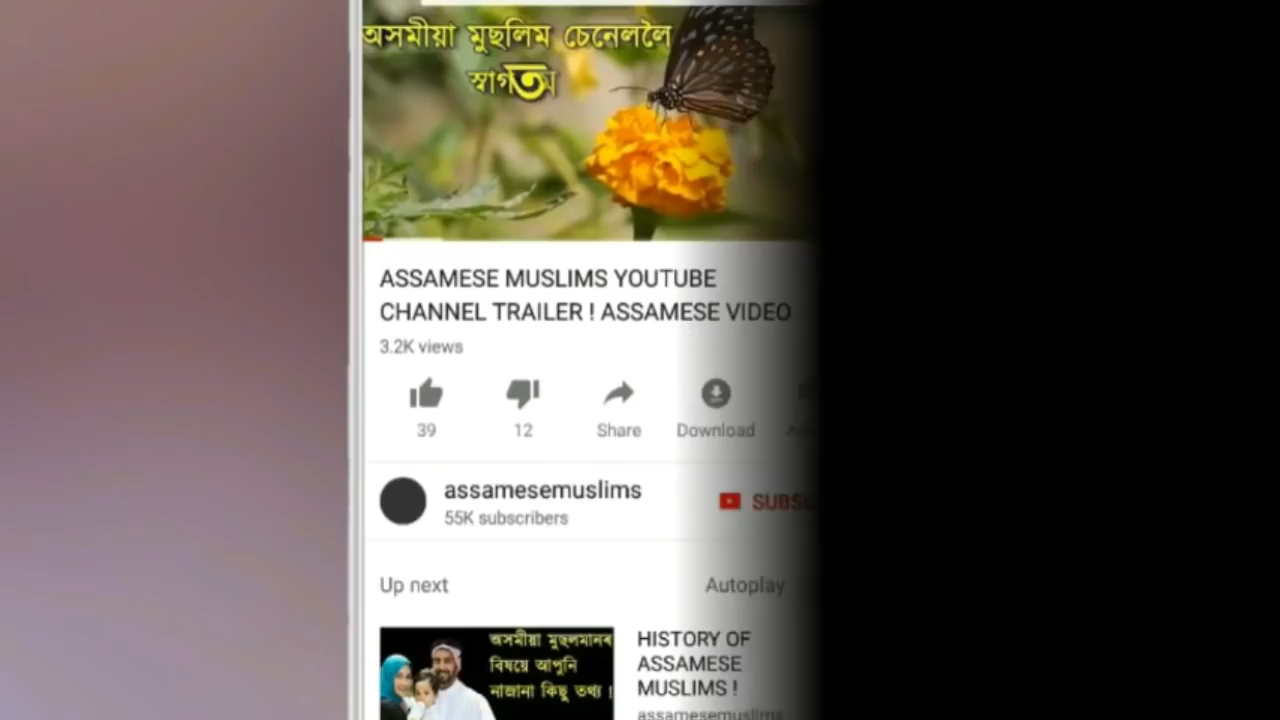 অসমীয়া মুছলিম চেনেললৈ
ASSAMESE MUSLIMS YOUTUBE
CHANNEL TRAILER ! ASSAMESE VIDEO
3.2K views
39
12
Share
Download
assamesemuslims
55K subscribers
Up next
Autoplay
অসমীয়া মুছলমানৰ
বিষয়ে আপুনি
নাজানা কিছু তথ্য !
HISTORY OF
ASSAMESE
MUSLIMS !
assamesemuslims